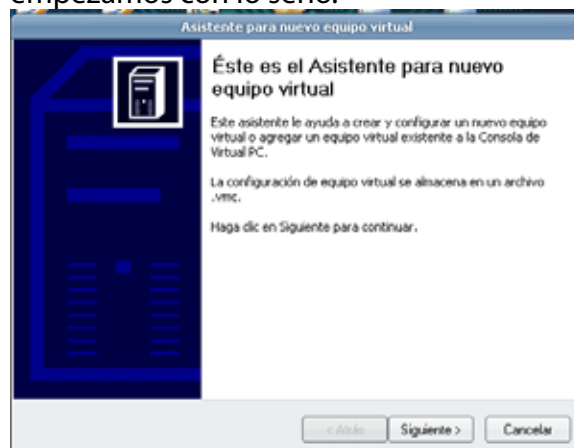 empezamos con lo serio.
Asistente para nuevo equipo virtual
Éste es el Asistente para nuevo
equipo virtual
Este asistente le ayuda a crear y configurar un nuevo equipo
virtual o agregar un equipo virtual existente a la Consola de
Virtual PC.
La configuración de equipo virtual se almacena en un archivo
.vmc.
Haga clic en Siguiente para continuar.
< Atrás
Siguiente >
Cancelar